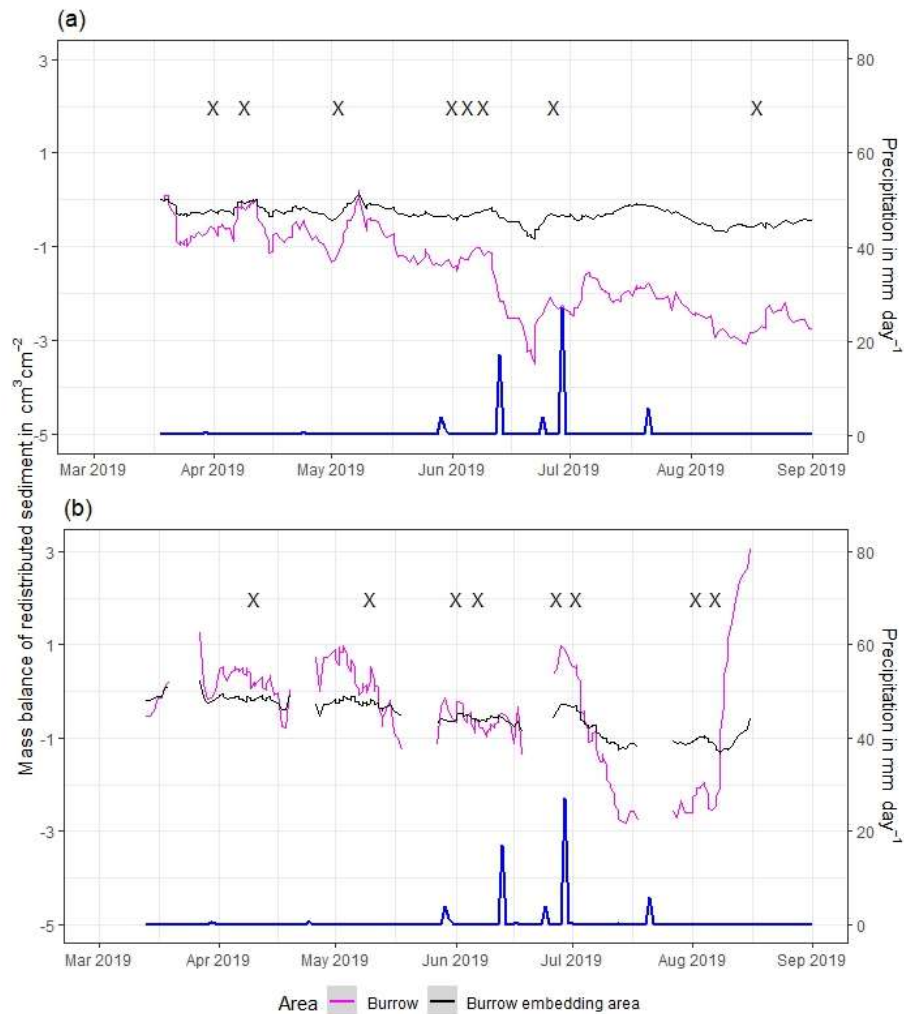 (a)
3
1
-1
-3
-5
80
60
40
20
0
X X X X X X X X
Mar 2019 Apr 2019 May 2019 Jun 2019 Jul 2019 Aug 2019 Sep 2019
Precipitation in mm day⁻¹
Mass balance of redistributed sediment in cm³cm⁻²
(b)
3
1
-1
-3
-5
80
60
40
20
0
X X X X X X X X
Mar 2019 Apr 2019 May 2019 Jun 2019 Jul 2019 Aug 2019 Sep 2019
Precipitation in mm day⁻¹
Area Burrow Burrow embedding area